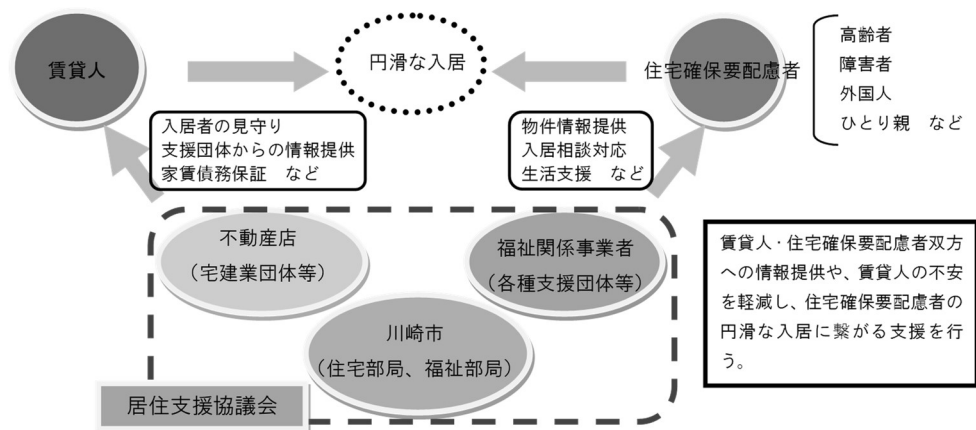 賃貸人
円滑な入居
住宅確保要配慮者
高齢者
障害者
外国人
ひとり親　など
入居者の見守り
支援団体からの情報提供
家賃債務保証　など
物件情報提供
入居相談対応
生活支援　など
不動産店
（宅建業団体等）
福祉関係事業者
（各種支援団体等）
川崎市
（住宅部局、福祉部局）
居住支援協議会
賃貸人・住宅確保要配慮者双方
への情報提供や、賃貸人の不安
を軽減し、住宅確保要配慮者の
円滑な入居に繋がる支援を行
う。